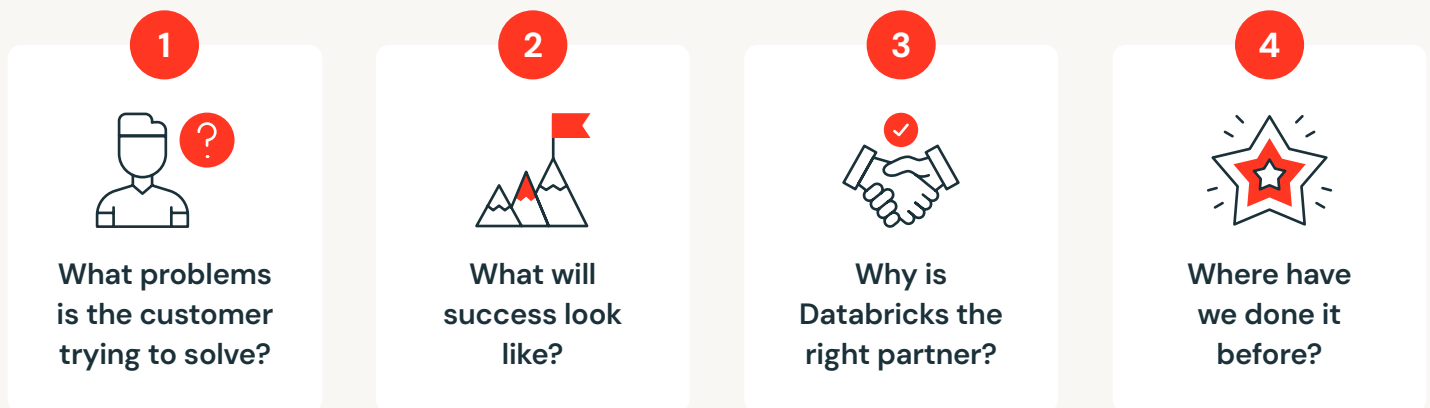 1
What problems
is the customer
trying to solve?
2
What will
success look
like?
3
Why is
Databricks the
right partner?
4
Where have
we done it
before?